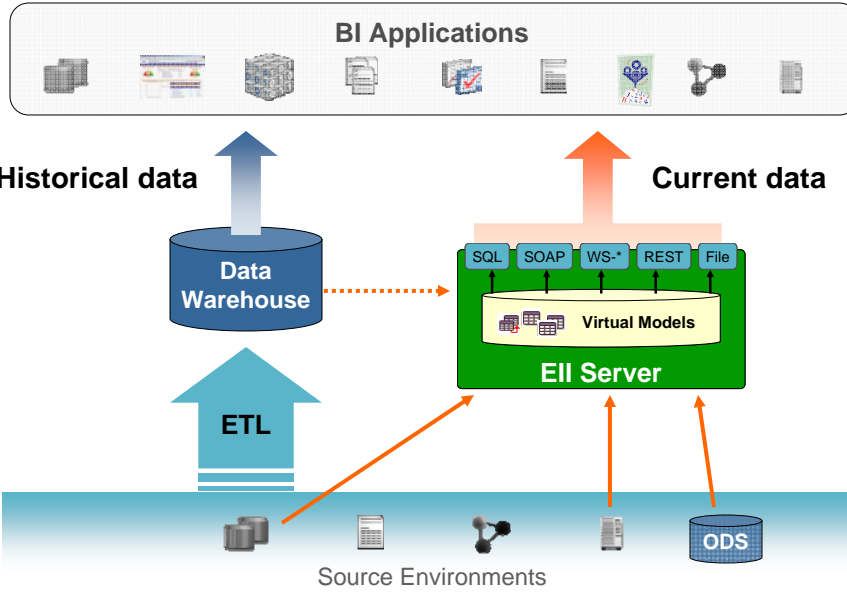 BI Applications
Historical data
Current data
SQL SOAP WS-* REST File
Data
Warehouse
Virtual Models
EII Server
ETL
ODS
Source Environments